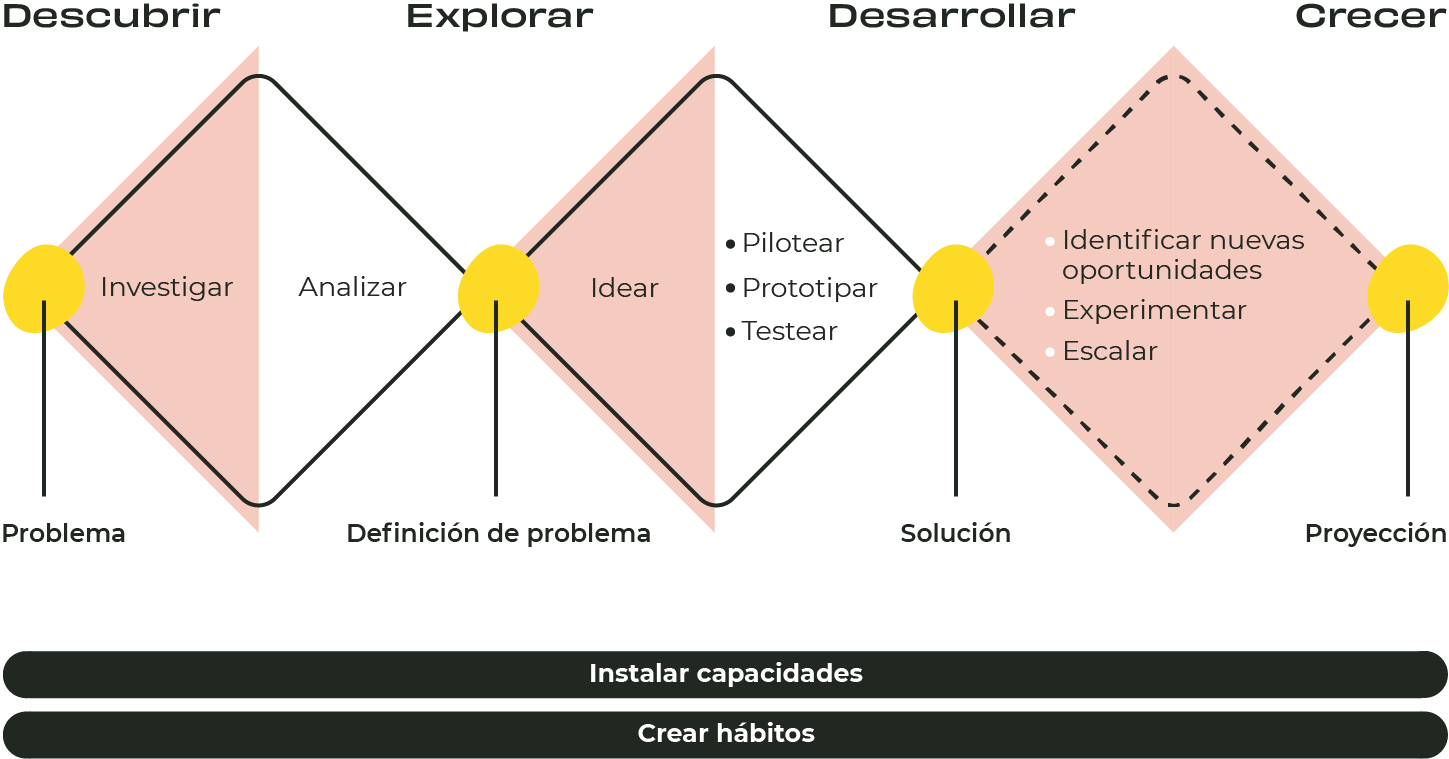 Descubrir
Explorar
Desarrollar
Crecer
Investigar
Analizar
Idear
• Pilotear
• Prototipar
• Testear
• Identificar nuevas
oportunidades
• Experimentar
• Escalar
Problema
Definición de problema
Solución
Proyección
Instalar capacidades
Crear hábitos